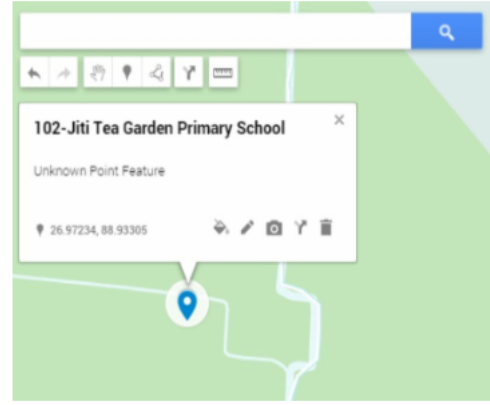 102-Jiti Tea Garden Primary School
Unknown Point Feature
26.97234, 88.93305